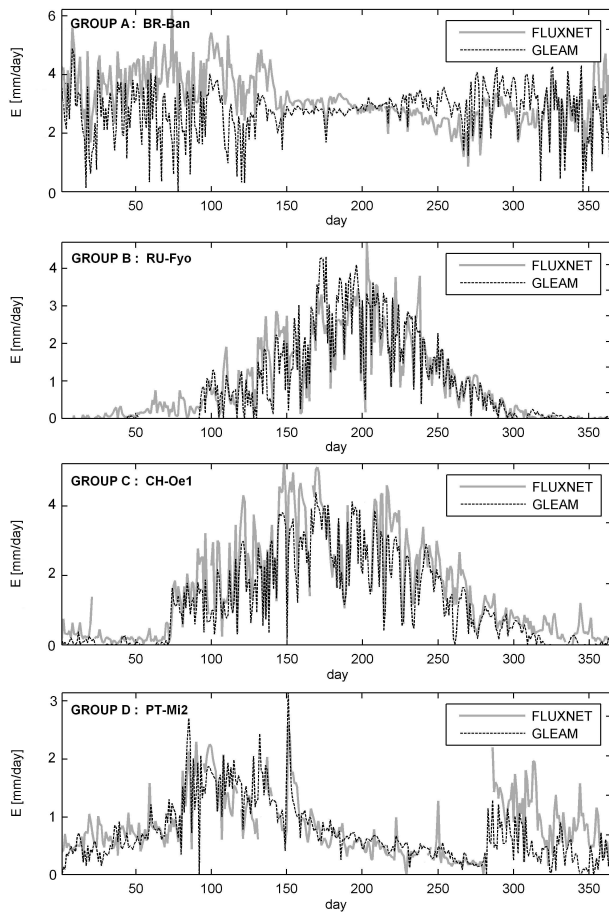 GROUP A : BR-Ban
FLUXNET
GLEAM
E [mm/day]
6
4
2
0
50 100 150 200 250 300 350
day
GROUP B : RU-Fyo
FLUXNET
GLEAM
E [mm/day]
4
3
2
1
0
50 100 150 200 250 300 350
day
GROUP C : CH-Oe1
FLUXNET
GLEAM
E [mm/day]
4
2
0
50 100 150 200 250 300 350
day
GROUP D : PT-Mi2
FLUXNET
GLEAM
E [mm/day]
3
2
1
0
50 100 150 200 250 300 350
day